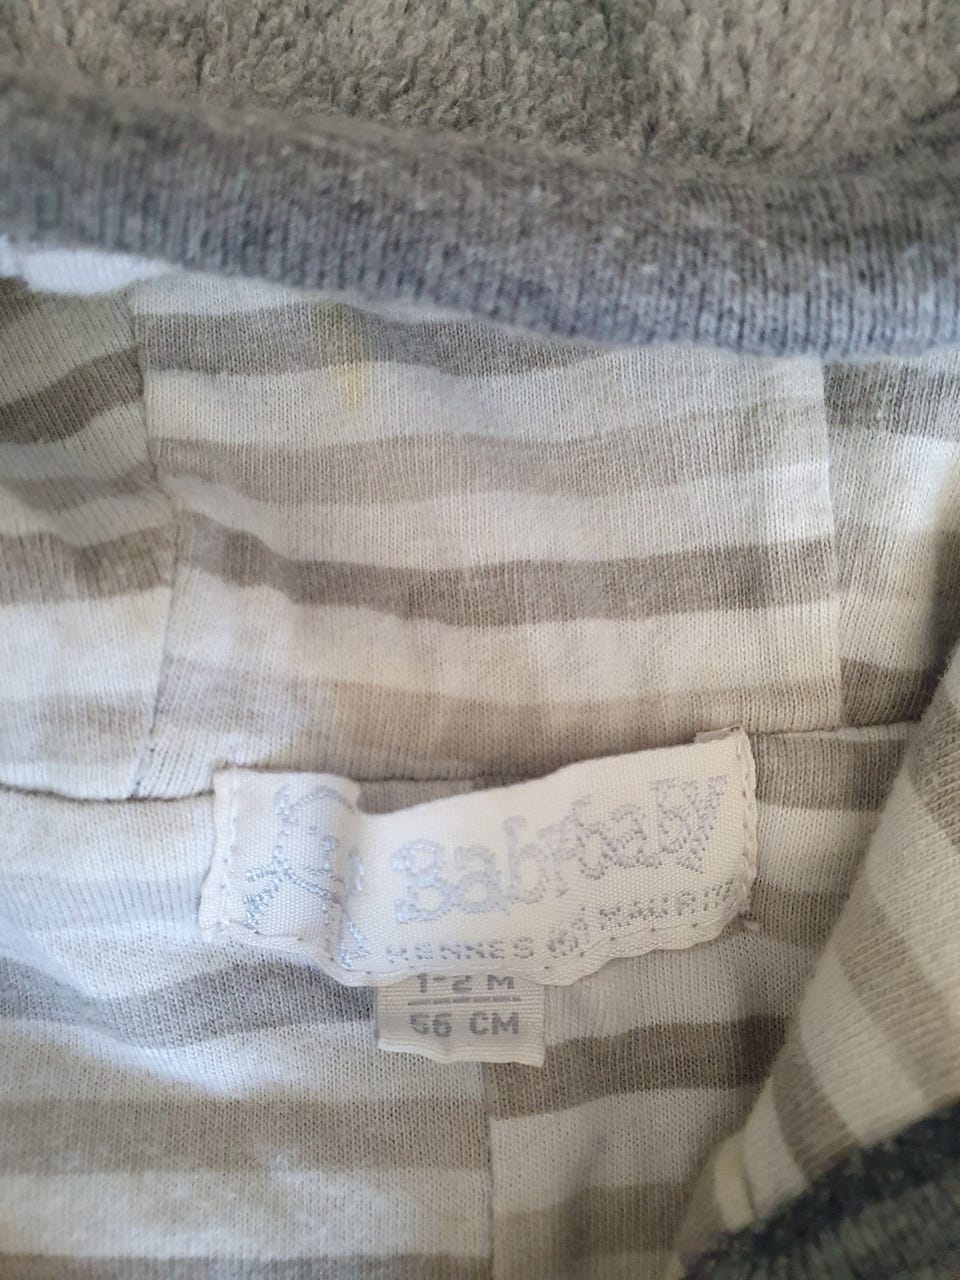 Babybaby
HENNES & MAURITZ
1-2 M
56 CM